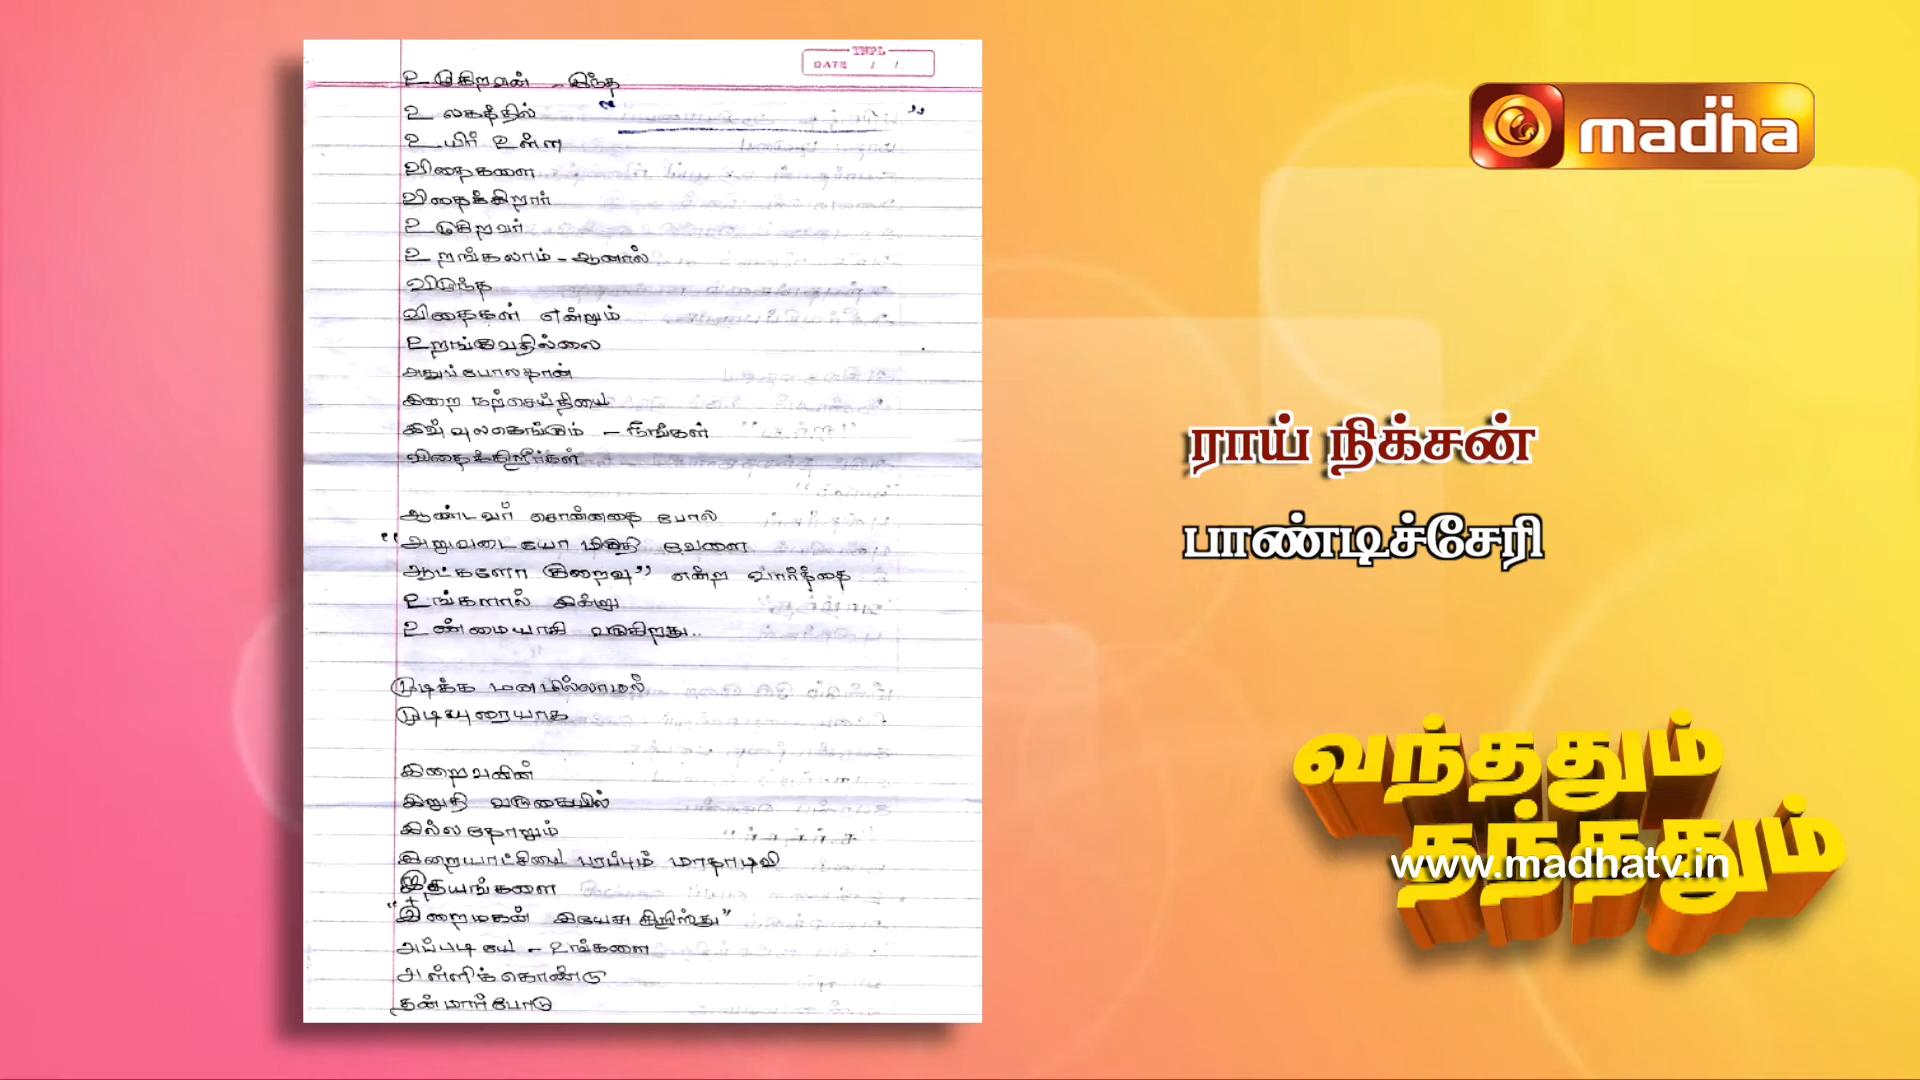 TNPL
DATE / /
உழுகிறவன் - இந்த
உலகத்தில்
உயிர் உள்ள
விதைகளை
விதைக்கிறார்
உழுகிறவர்
உறங்கலாம் - ஆனால்
விழுந்த
விதைகள் என்றும்
உறங்குவதில்லை
அதுப்போலதான்
இறை நற்செய்தியை
இவ்வுலகெங்கும் - நீங்கள்
விதைக்கிறீர்கள்
ஆண்டவர் சொன்னதை போல
"அறுவடையோ மிகுதி வேலை
ஆட்களோ குறைவு" என்ற வார்த்தை
உங்களால் இன்று
உண்மையாகி வருகிறது..
முடிக்க மனமில்லாமல்
முடிவுரையாக
இறைவனின்
இறுதி வருகையில்
இல்லதோறும்
இறையாட்சியை பரப்பும் மாதாடிவி
இதயங்களை
"இறைமகன் இயேசு கிறிஸ்து"
அப்படியே - உங்களை
அள்ளிக்கொண்டு
தன்மார்போடு
madha
ராய் நிக்சன்
பாண்டிச்சேரி
வந்ததும்
தந்ததும்
www.madhatv.in